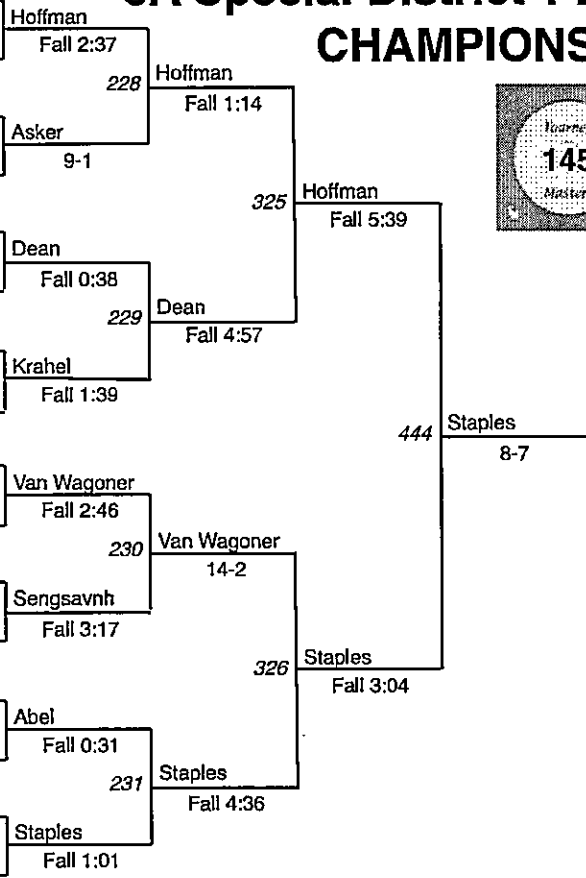 CHAMPIONS
Hoffman
Fall 2:37
228
Hoffman
Fall 1:14
Asker
9-1
325
Hoffman
Fall 5:39
Dean
Fall 0:38
229
Dean
Fall 4:57
Krahel
Fall 1:39
444
Staples
8-7
Van Wagoner
Fall 2:46
230
Van Wagoner
14-2
Sengsavnh
Fall 3:17
326
Staples
Fall 3:04
Abel
Fall 0:31
231
Staples
Fall 4:36
Staples
Fall 1:01
145
Master